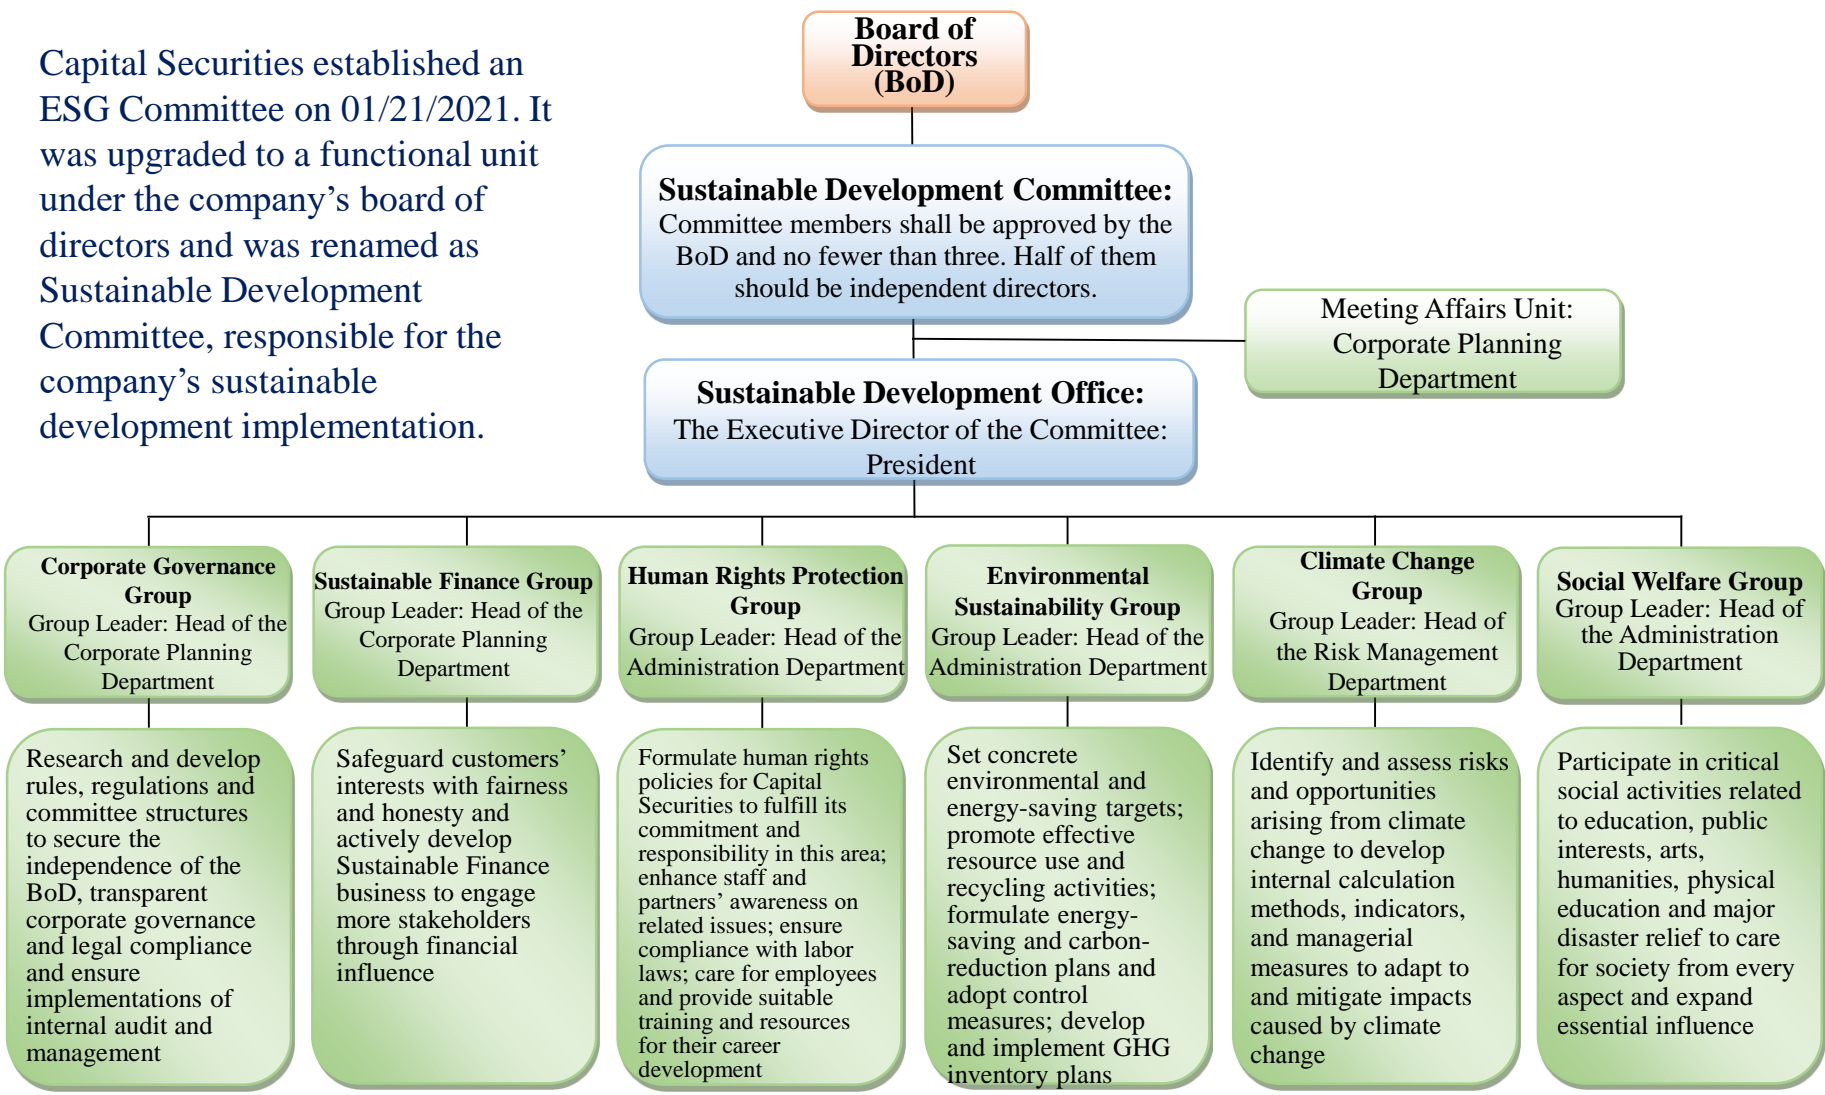 Capital Securities established an
ESG Committee on 01/21/2021. It
was upgraded to a functional unit
under the company’s board of
directors and was renamed as
Sustainable Development
Committee, responsible for the
company’s sustainable
development implementation.
Board of
Directors
(BoD)
Sustainable Development Committee:
Committee members shall be approved by the
BoD and no fewer than three. Half of them
should be independent directors.
Meeting Affairs Unit:
Corporate Planning
Department
Sustainable Development Office:
The Executive Director of the Committee:
President
Corporate Governance
Group
Group Leader: Head of the
Corporate Planning
Department
Sustainable Finance Group
Group Leader: Head of the
Corporate Planning
Department
Human Rights Protection
Group
Group Leader: Head of the
Administration Department
Environmental
Sustainability Group
Group Leader: Head of the
Administration Department
Climate Change
Group
Group Leader: Head of
the Risk Management
Department
Social Welfare Group
Group Leader: Head of
the Administration
Department
Research and develop
rules, regulations and
committee structures
to secure the
independence of the
BoD, transparent
corporate governance
and legal compliance
and ensure
implementations of
internal audit and
management
Safeguard customers’
interests with fairness
and honesty and
actively develop
Sustainable Finance
business to engage
more stakeholders
through financial
influence
Formulate human rights
policies for Capital
Securities to fulfill its
commitment and
responsibility in this area;
enhance staff and
partners’ awareness on
related issues; ensure
compliance with labor
laws; care for employees
and provide suitable
training and resources
for their career
development
Set concrete
environmental and
energy-saving targets;
promote effective
resource use and
recycling activities;
formulate energy-
saving and carbon-
reduction plans and
adopt control
measures; develop
and implement GHG
inventory plans
Identify and assess risks
and opportunities
arising from climate
change to develop
internal calculation
methods, indicators,
and managerial
measures to adapt to
and mitigate impacts
caused by climate
change
Participate in critical
social activities related
to education, public
interests, arts,
humanities, physical
education and major
disaster relief to care
for society from every
aspect and expand
essential influence